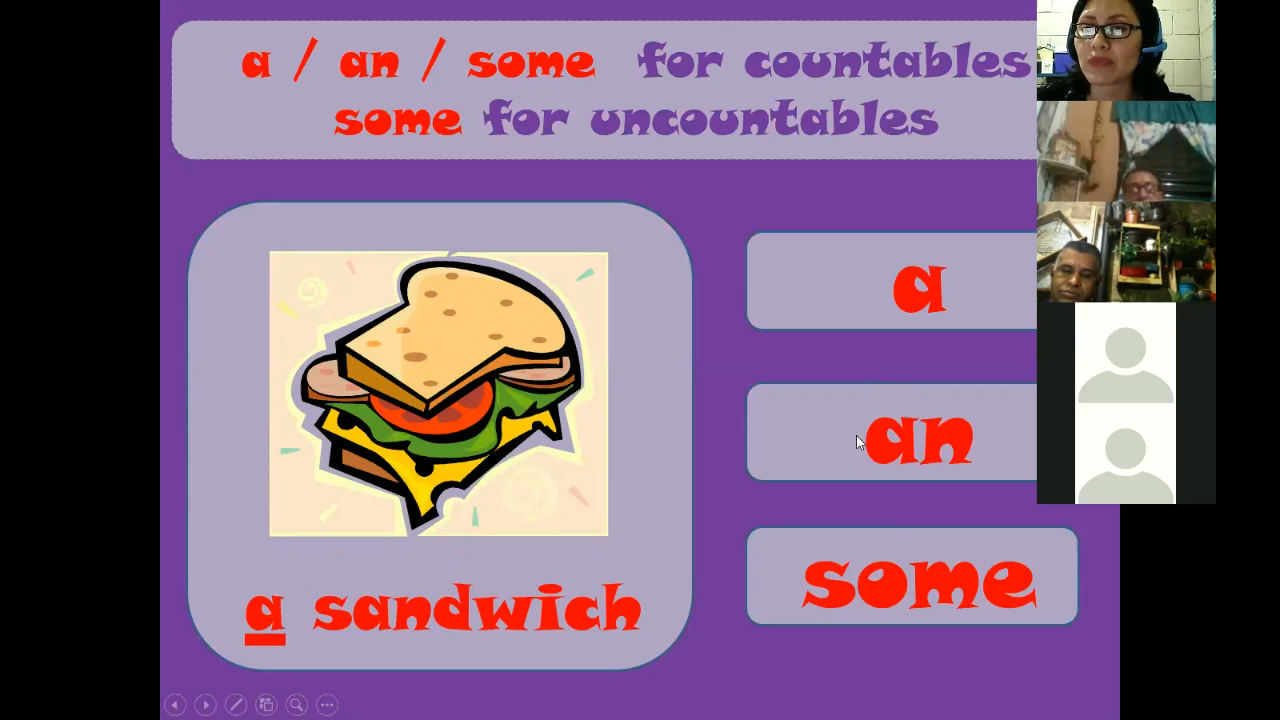 a / an / some for countables
some for uncountables
a
an
some
a sandwich